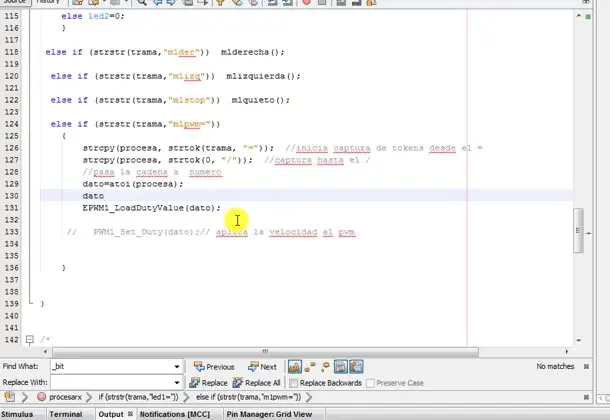 Source History
115 else led2=0;
116 }
117
118 else if (strstr(trama,"m1der")) m1derecha();
119
120 else if (strstr(trama,"m1izq")) m1izquierda();
121
122 else if (strstr(trama,"m1stop")) m1quieto();
123
124 else if (strstr(trama,"m1pwm="))
125 {
126 strcpy(procesa, strtok(trama, "=")); //inicia captura de tokens desde el =
127 strcpy(procesa, strtok(0, "/")); //captura hasta el /
128 //pasa la cadena a numero
129 dato=atoi(procesa);
130 dato
131 EPWM1_LoadDutyValue(dato);
132
133 // PWM1_Set_Duty(dato);// aplica la velocidad al pwm
134
135
136 }
137
138
139 }
140
141
142 /*
Find What: _bit Previous Next No matches
Replace With: Replace Replace All Replace Backwards Preserve Case
procesarx if (strstr(trama,"led1=")) else if (strstr(trama,"m1pwm="))
Stimulus Terminal Output Notifications [MCC] Pin Manager: Grid View